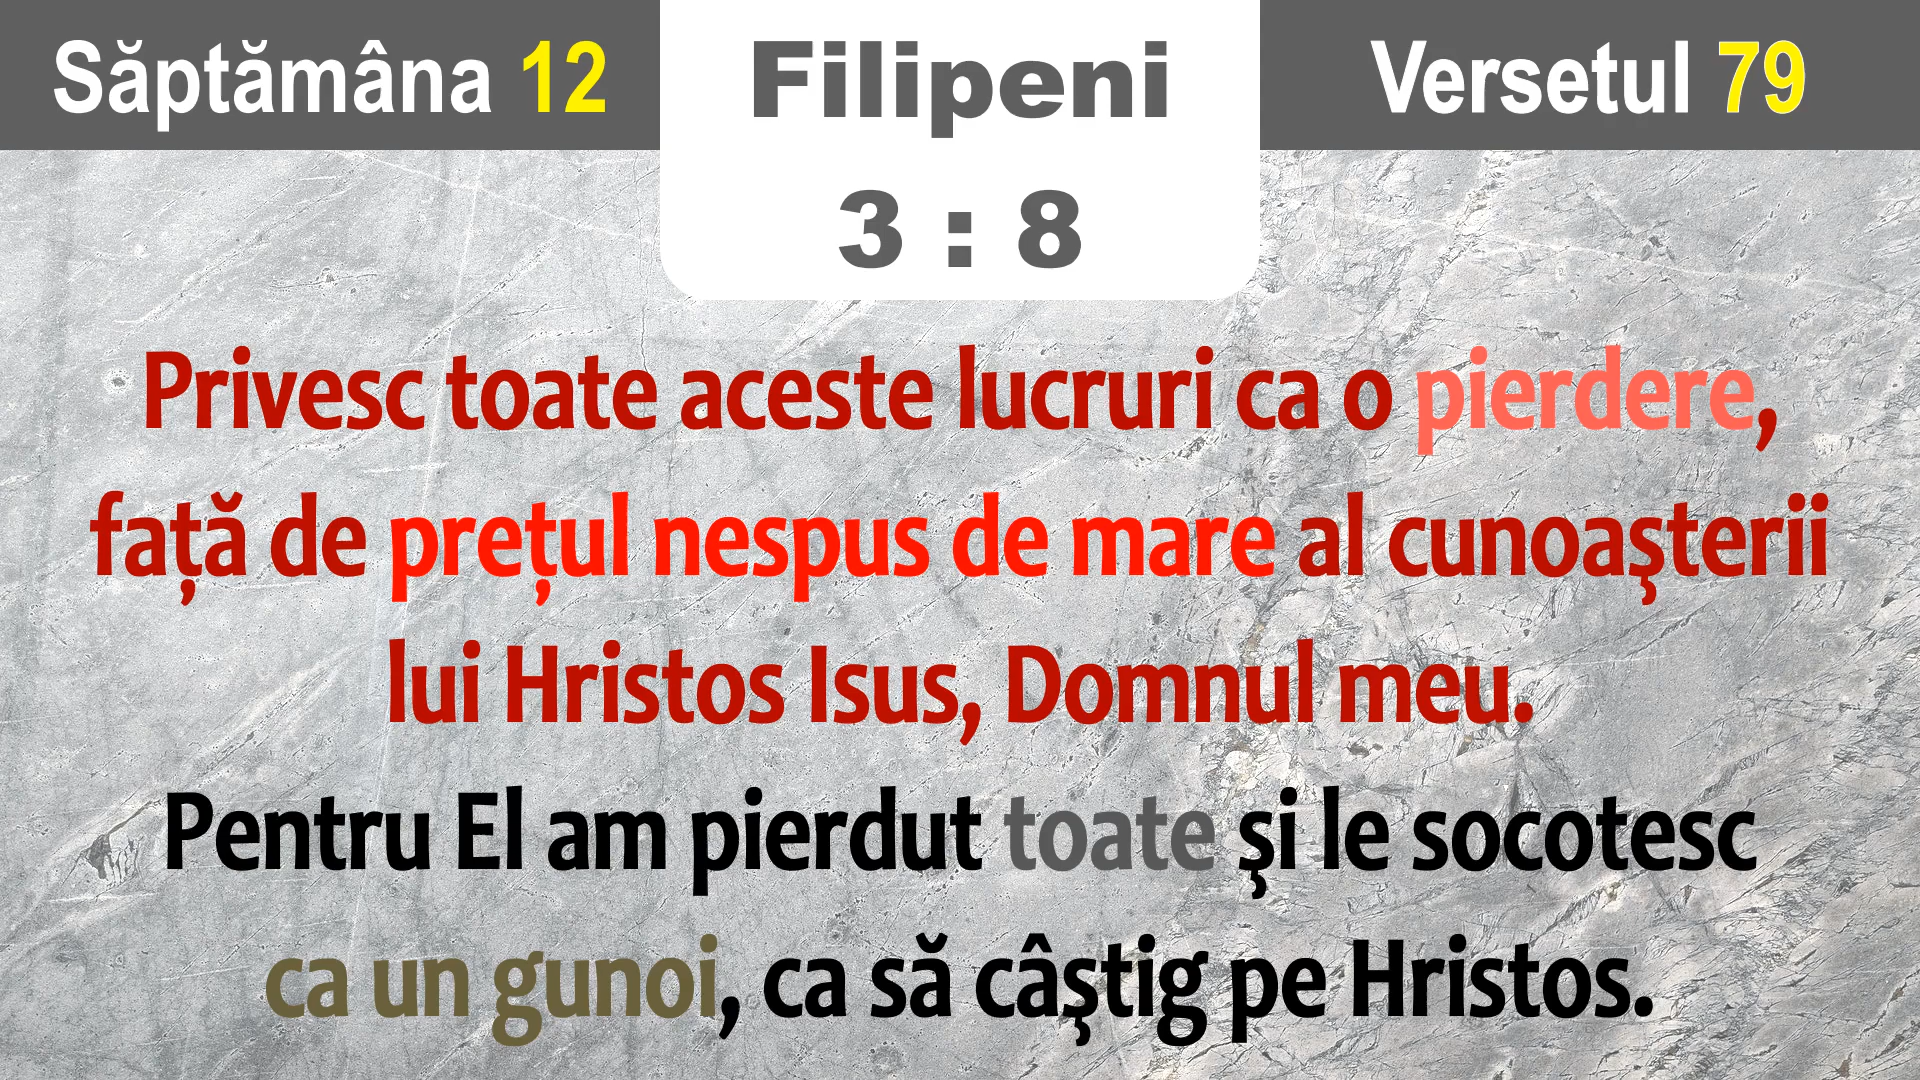 Săptămâna 12
Filipeni
3 : 8
Versetul 79
Privesc toate aceste lucruri ca o pierdere,
față de prețul nespus de mare al cunoaşterii
lui Hristos Isus, Domnul meu.
Pentru El am pierdut toate şi le socotesc
ca un gunoi, ca să câştig pe Hristos.